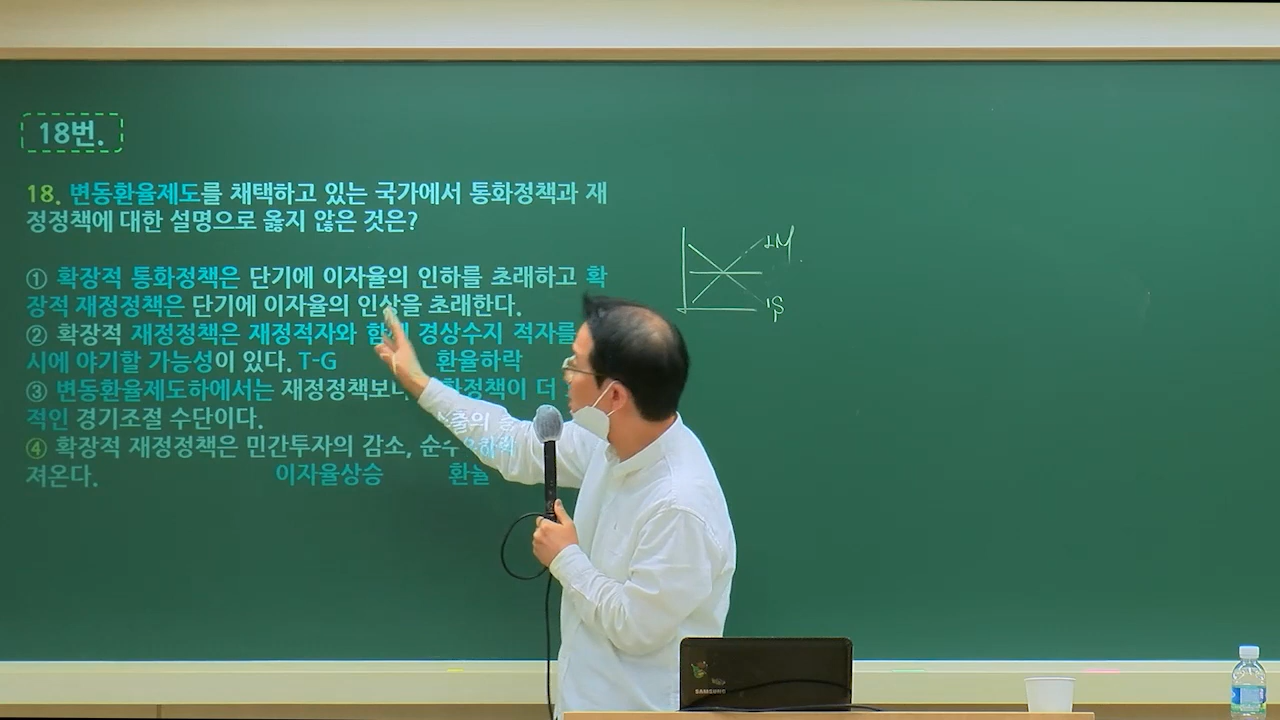 18번.
18. 변동환율제도를 채택하고 있는 국가에서 통화정책과 재
정정책에 대한 설명으로 옳지 않은 것은?
① 확장적 통화정책은 단기에 이자율의 인하를 초래하고 확
장적 재정정책은 단기에 이자율의 인상을 초래한다.
② 확장적 재정정책은 재정적자와 경상수지 적자를
시에 야기할 가능성이 있다. T-G 환율하락
③ 변동환율제도하에서는 재정정책보다 더
적인 경기조절 수단이다.
④ 확장적 재정정책은 민간투자의 감소,
져온다. 이자율상승
LM
IS
SAMSUNG